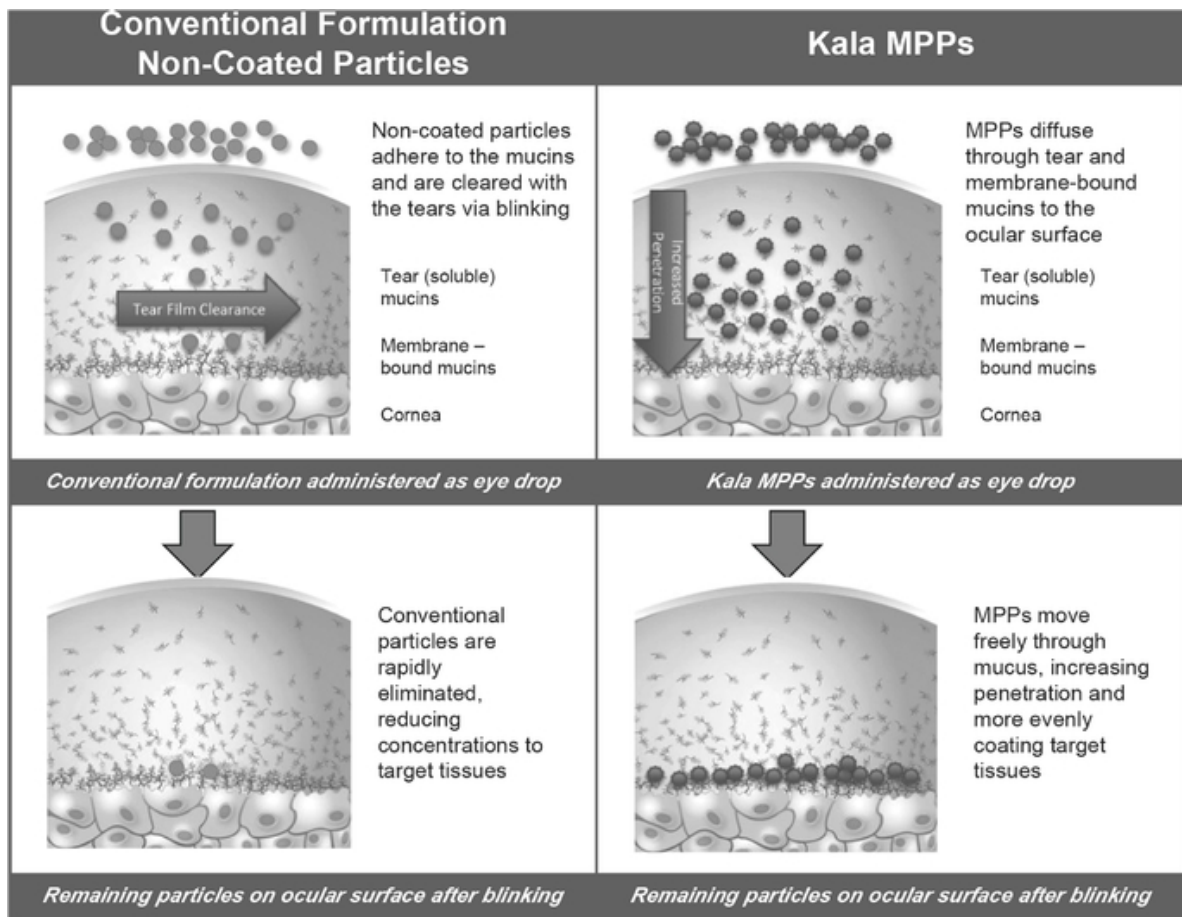 Conventional Formulation
Non-Coated Particles
Kala MPPs
Non-coated particles
adhere to the mucins
and are cleared with
the tears via blinking
Tear (soluble)
mucins
Tear Film Clearance
Membrane –
bound mucins
Cornea
MPPs diffuse
through tear and
membrane-bound
mucins to the
ocular surface
Increased
Penetration
Tear (soluble)
mucins
Membrane –
bound mucins
Cornea
Conventional formulation administered as eye drop
Kala MPPs administered as eye drop
Conventional
particles are
rapidly
eliminated,
reducing
concentrations to
target tissues
MPPs move
freely through
mucus, increasing
penetration and
more evenly
coating target
tissues
Remaining particles on ocular surface after blinking
Remaining particles on ocular surface after blinking